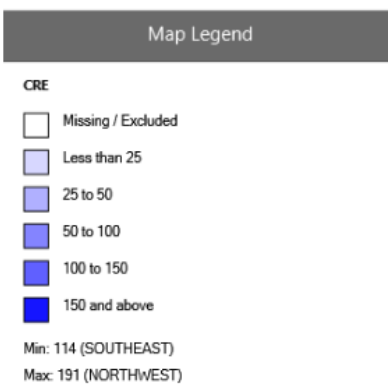 Map Legend
CRE
Missing / Excluded
Less than 25
25 to 50
50 to 100
100 to 150
150 and above
Min: 114 (SOUTHEAST)
Max: 191 (NORTHWEST)